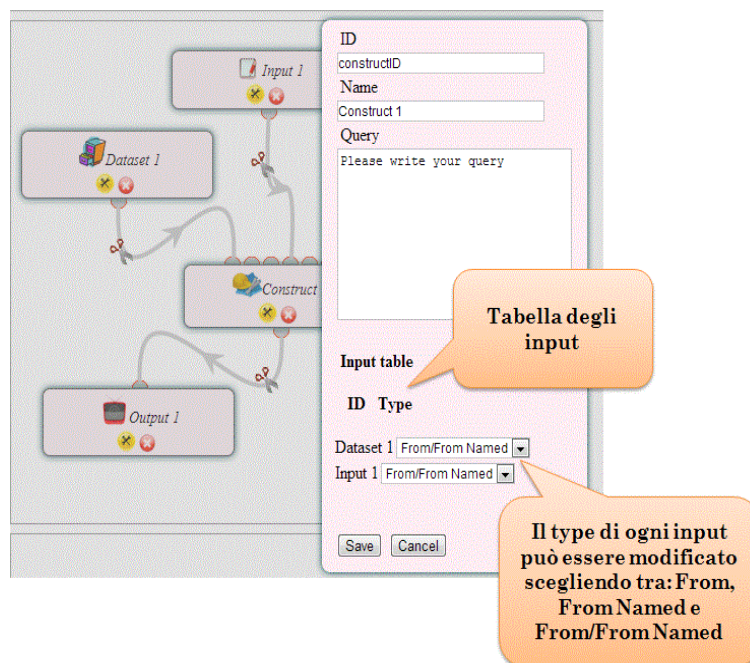 Input 1
Dataset 1
Construct
Output 1
ID
constructID
Name
Construct 1
Query
Please write your query
Input table
ID Type
Dataset 1 From/From Named
Input 1 From/From Named
Save Cancel
Tabella degli
input
Il type di ogni input
può essere modificato
scegliendo tra: From,
From Named e
From/From Named